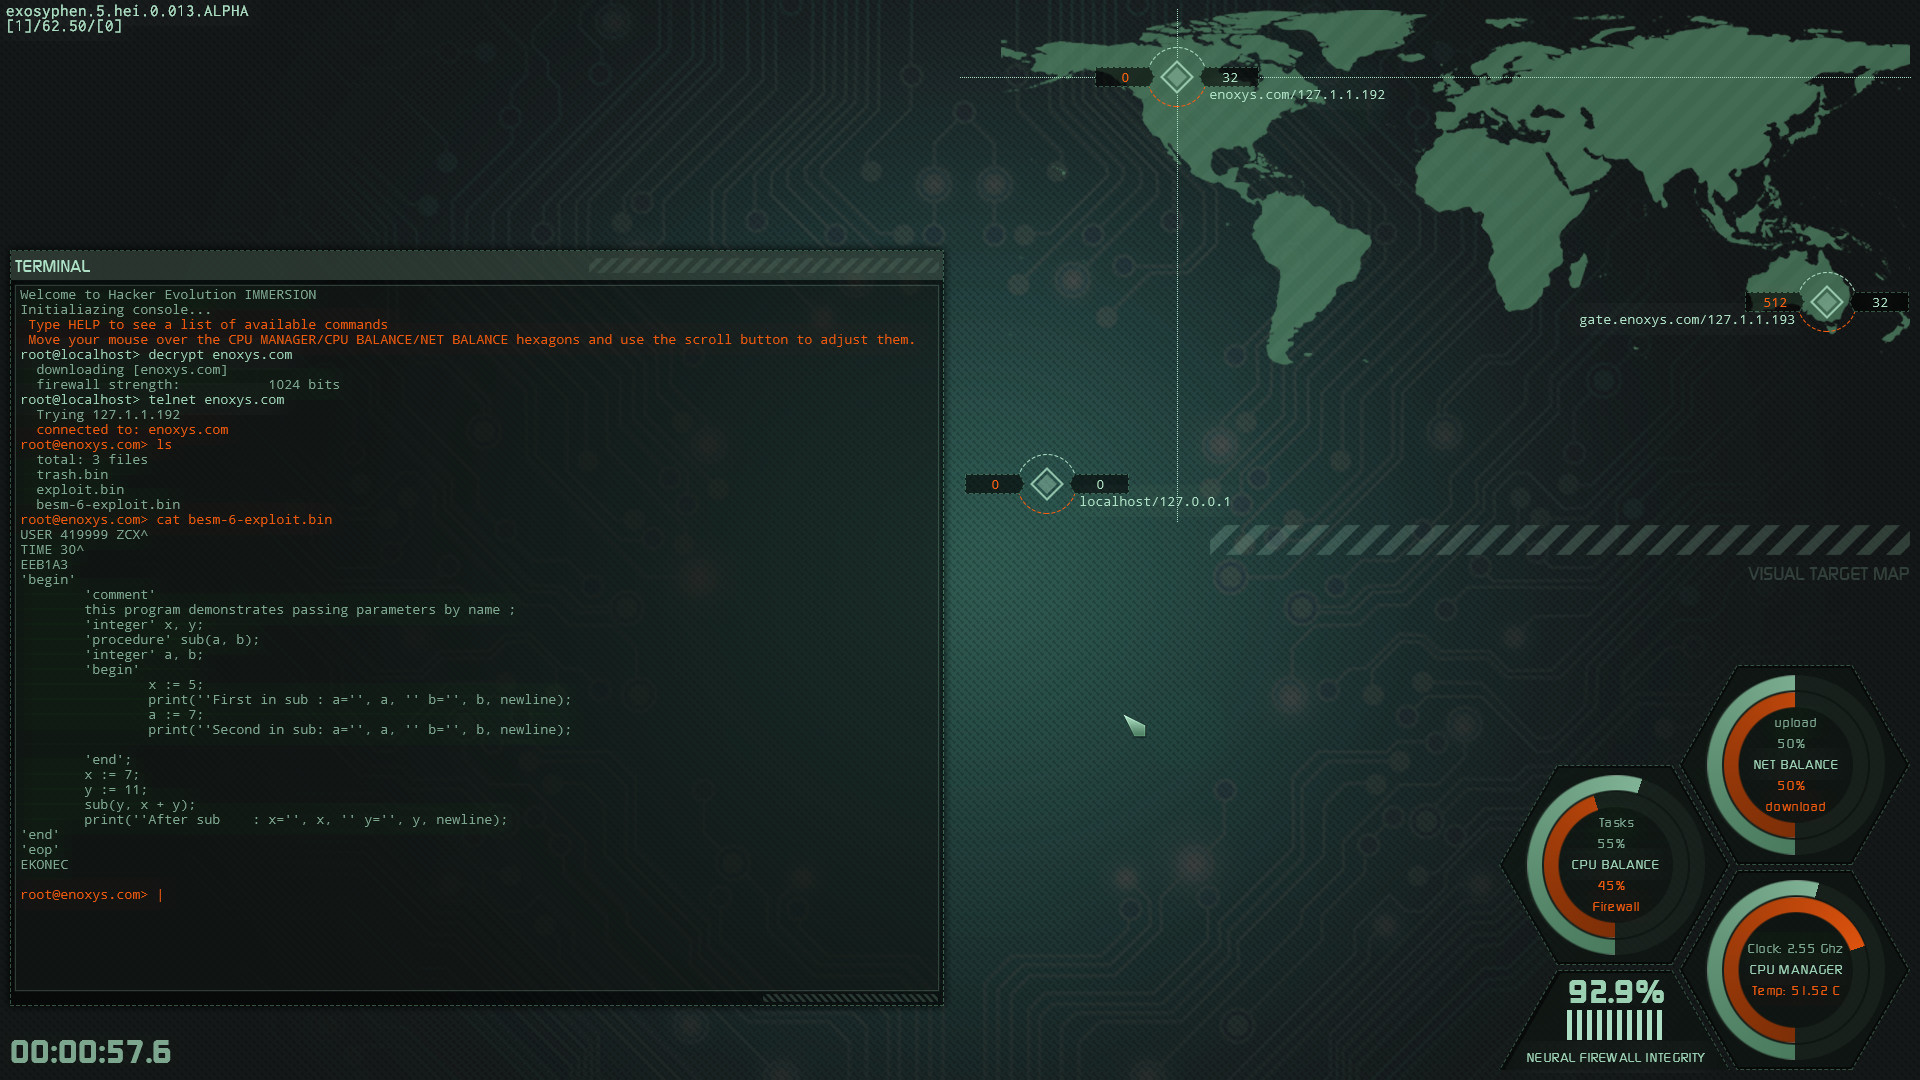 exosyphen.5.hei.0.013.ALPHA
[1]/62.50/[0]
0
32
enoxys.com/127.1.1.192
512
32
gate.enoxys.com/127.1.1.193
0
0
localhost/127.0.0.1
VISUAL TARGET MAP
TERMINAL
Welcome to Hacker Evolution IMMERSION
Initialiazing console...
Type HELP to see a list of available commands
Move your mouse over the CPU MANAGER/CPU BALANCE/NET BALANCE hexagons and use the scroll button to adjust them.
root@localhost> decrypt enoxys.com
downloading [enoxys.com]
firewall strength: 1024 bits
root@localhost> telnet enoxys.com
Trying 127.1.1.192
connected to: enoxys.com
root@enoxys.com> ls
total: 3 files
trash.bin
exploit.bin
besm-6-exploit.bin
root@enoxys.com> cat besm-6-exploit.bin
USER 419999 ZCX^
TIME 30^
EEB1A3
'begin'
'comment'
this program demonstrates passing parameters by name ;
'integer' x, y;
'procedure' sub(a, b);
'integer' a, b;
'begin'
x := 5;
print(''First in sub : a='', a, '' b='', b, newline);
a := 7;
print(''Second in sub: a='', a, '' b='', b, newline);
'end';
x := 7;
y := 11;
sub(y, x + y);
print(''After sub    : x='', x, '' y='', y, newline);
'end'
'eop'
EKONEC
root@enoxys.com> |
00:00:57.6
upload
50%
NET BALANCE
50%
download
Tasks
55%
CPU BALANCE
45%
Firewall
Clock: 2.55 Ghz
CPU MANAGER
Temp: 51.52 C
92.9%
NEURAL FIREWALL INTEGRITY